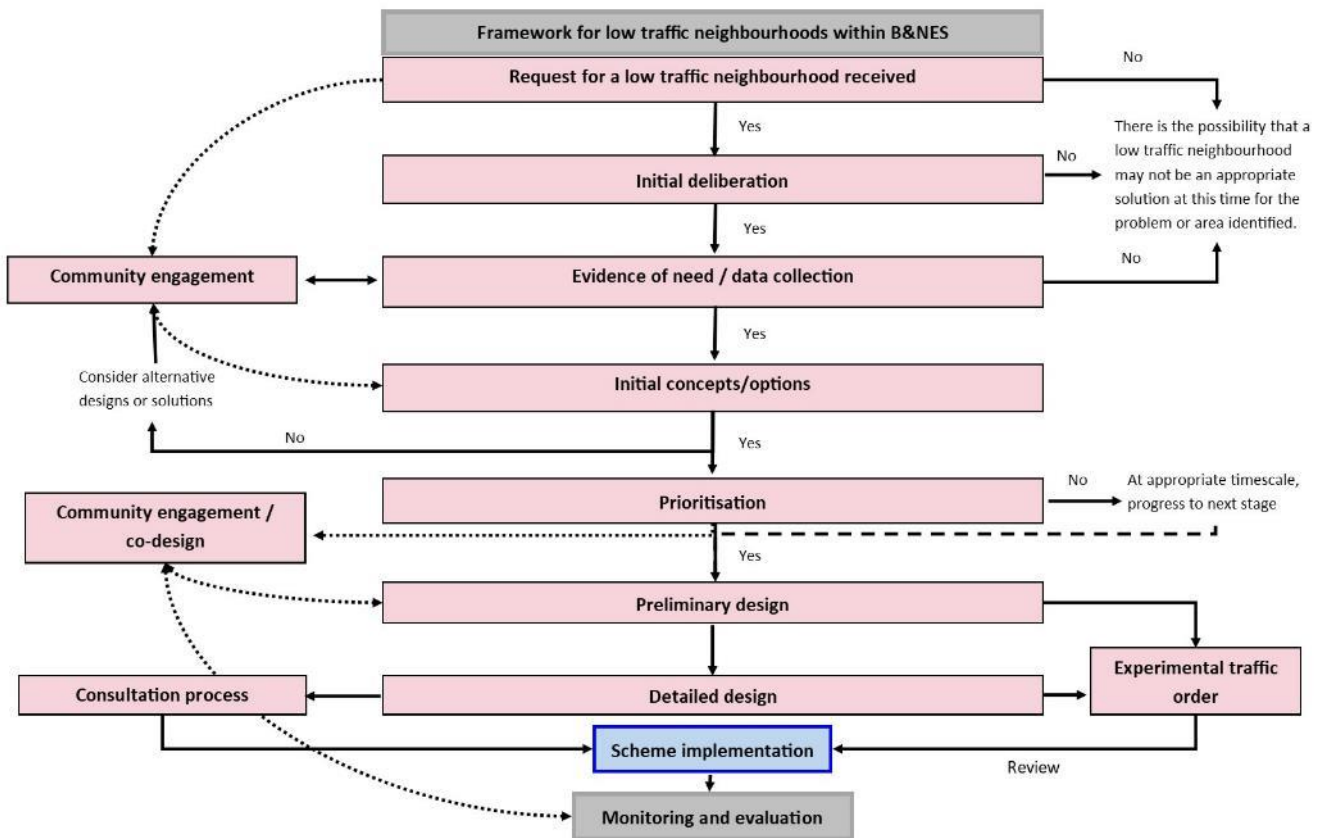 Framework for low traffic neighbourhoods within B&NES
Request for a low traffic neighbourhood received
No
Yes
There is the possibility that a
low traffic neighbourhood
may not be an appropriate
solution at this time for the
problem or area identified.
Initial deliberation
No
Yes
Community engagement
Evidence of need / data collection
No
Yes
Consider alternative
designs or solutions
Initial concepts/options
No
Yes
Prioritisation
No
At appropriate timescale,
progress to next stage
Community engagement /
co-design
Yes
Preliminary design
Experimental traffic
order
Consultation process
Detailed design
Scheme implementation
Review
Monitoring and evaluation